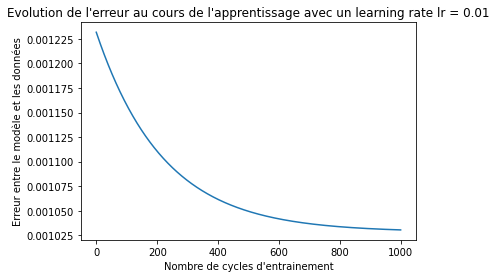 Evolution de l'erreur au cours de l'apprentissage avec un learning rate lr = 0.01
Erreur entre le modèle et les données
0.001225
0.001200
0.001175
0.001150
0.001125
0.001100
0.001075
0.001050
0.001025
0 200 400 600 800 1000
Nombre de cycles d'entrainement